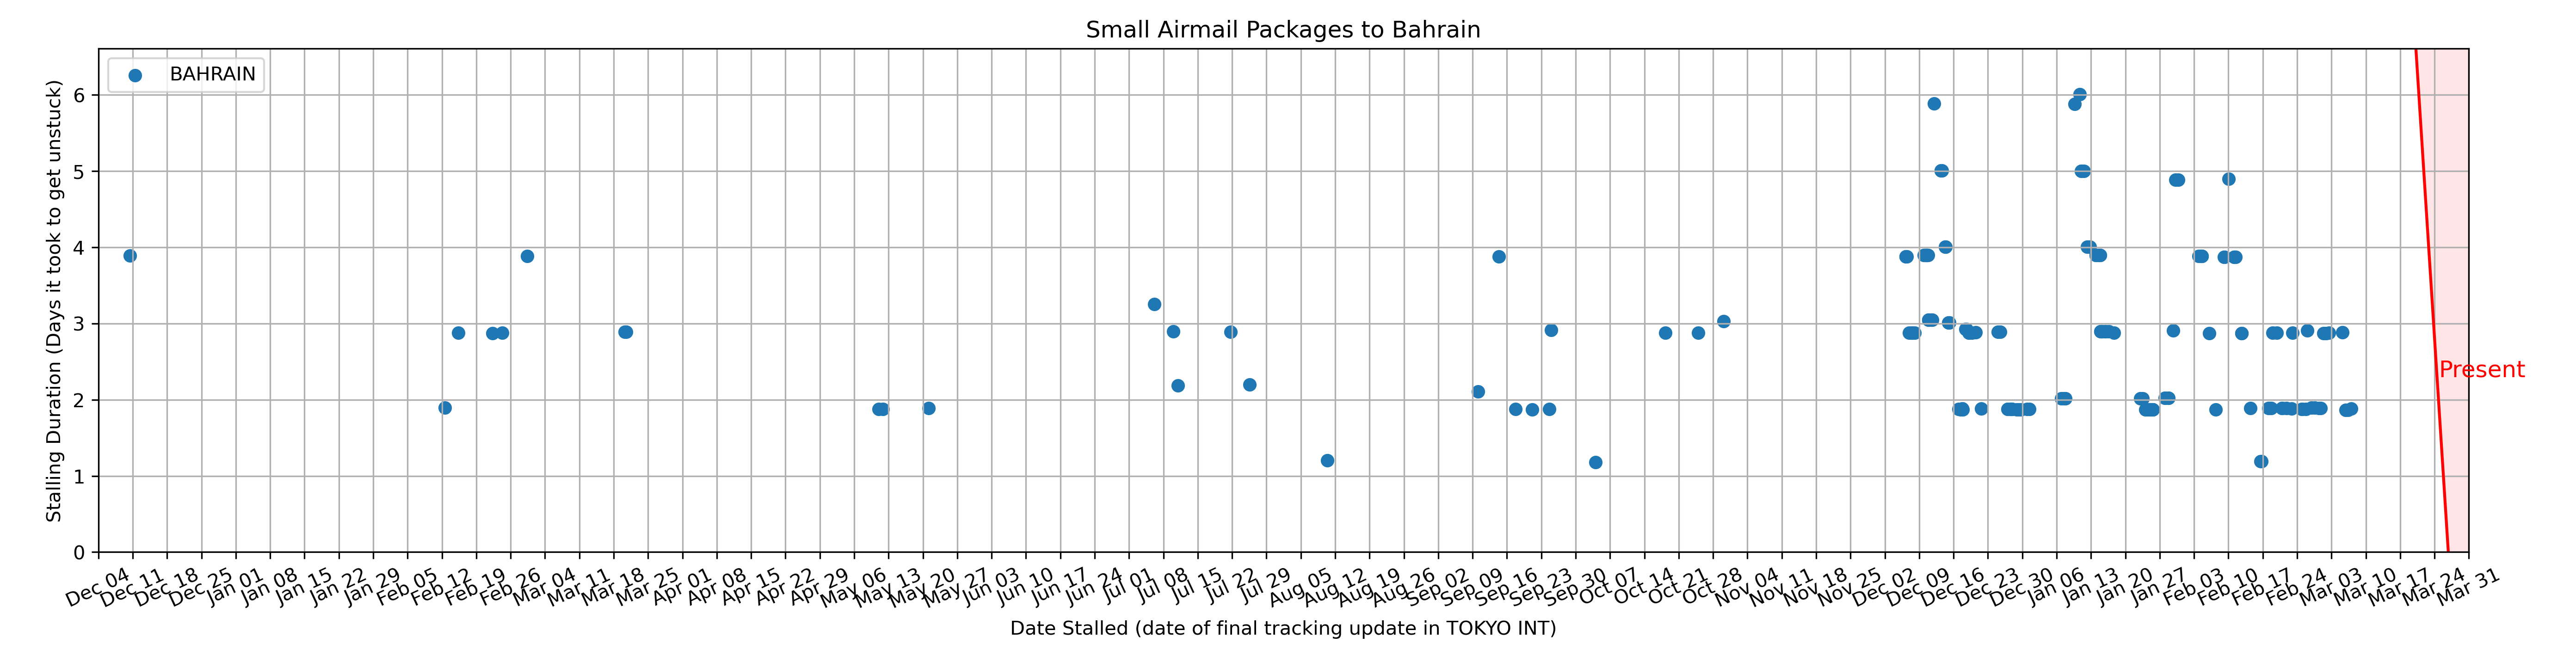 Small Airmail Packages to Bahrain
BAHRAIN
Stalling Duration (Days it took to get unstuck)
6
5
4
3
2
1
0
Present
Dec 04
Dec 11
Dec 18
Dec 25
Jan 01
Jan 08
Jan 15
Jan 22
Jan 29
Feb 05
Feb 12
Feb 19
Feb 26
Mar 04
Mar 11
Mar 18
Mar 25
Apr 01
Apr 08
Apr 15
Apr 22
Apr 29
May 06
May 13
May 20
May 27
Jun 03
Jun 10
Jun 17
Jun 24
Jul 01
Jul 08
Jul 15
Jul 22
Jul 29
Aug 05
Aug 12
Aug 19
Aug 26
Sep 02
Sep 09
Sep 16
Sep 23
Sep 30
Oct 07
Oct 14
Oct 21
Oct 28
Nov 04
Nov 11
Nov 18
Nov 25
Dec 02
Dec 09
Dec 16
Dec 23
Dec 30
Jan 06
Jan 13
Jan 20
Jan 27
Feb 03
Feb 10
Feb 17
Feb 24
Mar 03
Mar 10
Mar 17
Mar 24
Mar 31
Date Stalled (date of final tracking update in TOKYO INT)